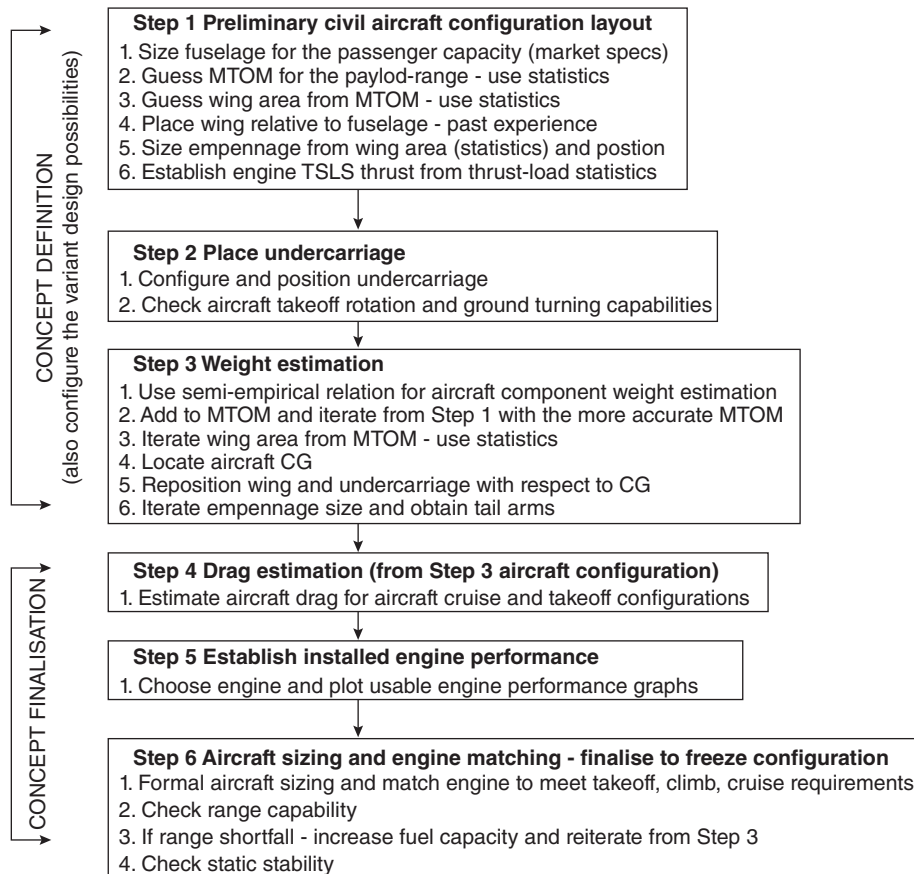 CONCEPT DEFINITION
(also configure the variant design possibilities)
Step 1 Preliminary civil aircraft configuration layout
1. Size fuselage for the passenger capacity (market specs)
2. Guess MTOM for the paylod-range - use statistics
3. Guess wing area from MTOM - use statistics
4. Place wing relative to fuselage - past experience
5. Size empennage from wing area (statistics) and postion
6. Establish engine TSLS thrust from thrust-load statistics
Step 2 Place undercarriage
1. Configure and position undercarriage
2. Check aircraft takeoff rotation and ground turning capabilities
Step 3 Weight estimation
1. Use semi-empirical relation for aircraft component weight estimation
2. Add to MTOM and iterate from Step 1 with the more accurate MTOM
3. Iterate wing area from MTOM - use statistics
4. Locate aircraft CG
5. Reposition wing and undercarriage with respect to CG
6. Iterate empennage size and obtain tail arms
CONCEPT FINALISATION
Step 4 Drag estimation (from Step 3 aircraft configuration)
1. Estimate aircraft drag for aircraft cruise and takeoff configurations
Step 5 Establish installed engine performance
1. Choose engine and plot usable engine performance graphs
Step 6 Aircraft sizing and engine matching - finalise to freeze configuration
1. Formal aircraft sizing and match engine to meet takeoff, climb, cruise requirements
2. Check range capability
3. If range shortfall - increase fuel capacity and reiterate from Step 3
4. Check static stability